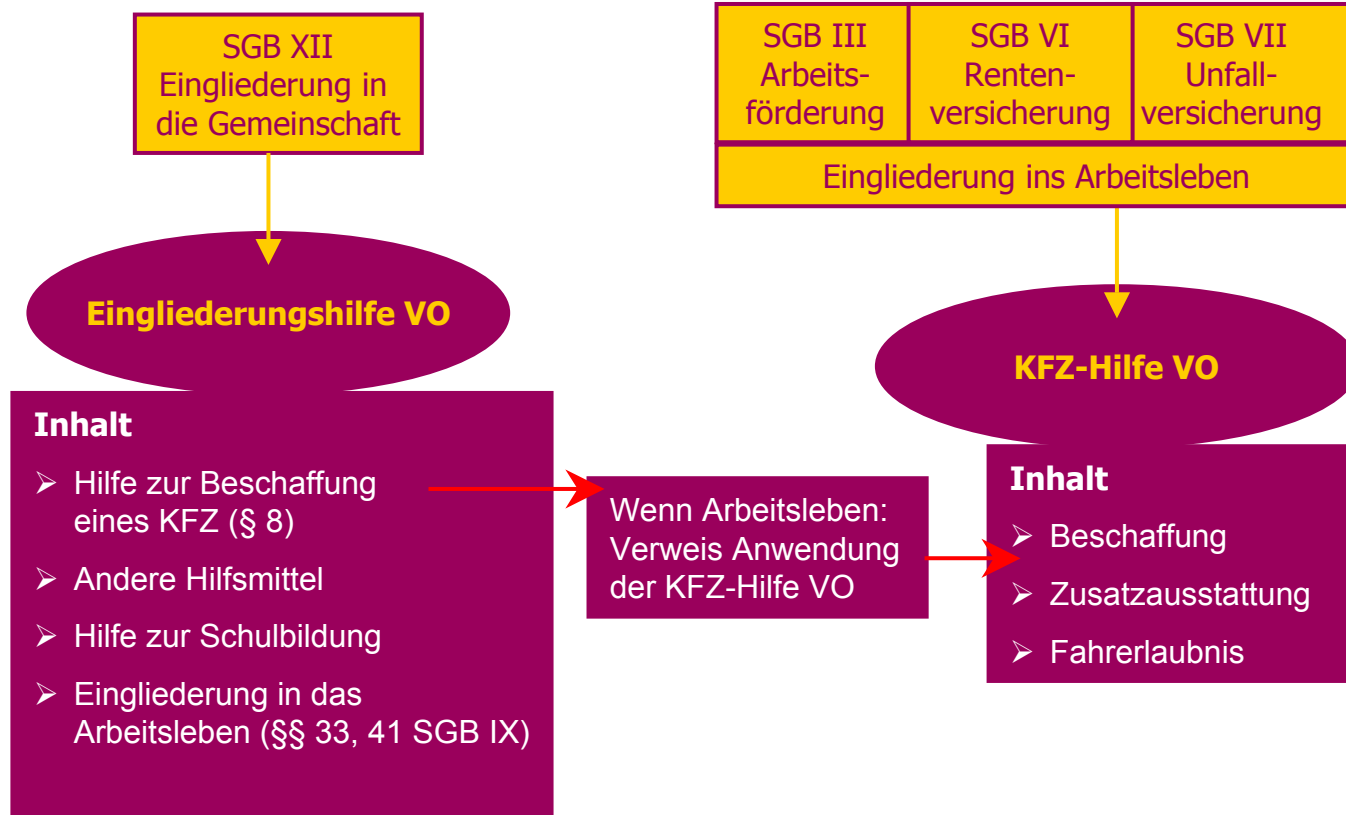 SGB XII
Eingliederung in
die Gemeinschaft
Eingliederungshilfe VO
Inhalt
➢ Hilfe zur Beschaffung
eines KFZ (§ 8)
➢ Andere Hilfsmittel
➢ Hilfe zur Schulbildung
➢ Eingliederung in das
Arbeitsleben (§§ 33, 41 SGB IX)
Wenn Arbeitsleben:
Verweis Anwendung
der KFZ-Hilfe VO
SGB III
Arbeits-
förderung
SGB VI
Renten-
versicherung
SGB VII
Unfall-
versicherung
Eingliederung ins Arbeitsleben
KFZ-Hilfe VO
Inhalt
➢ Beschaffung
➢ Zusatzausstattung
➢ Fahrerlaubnis